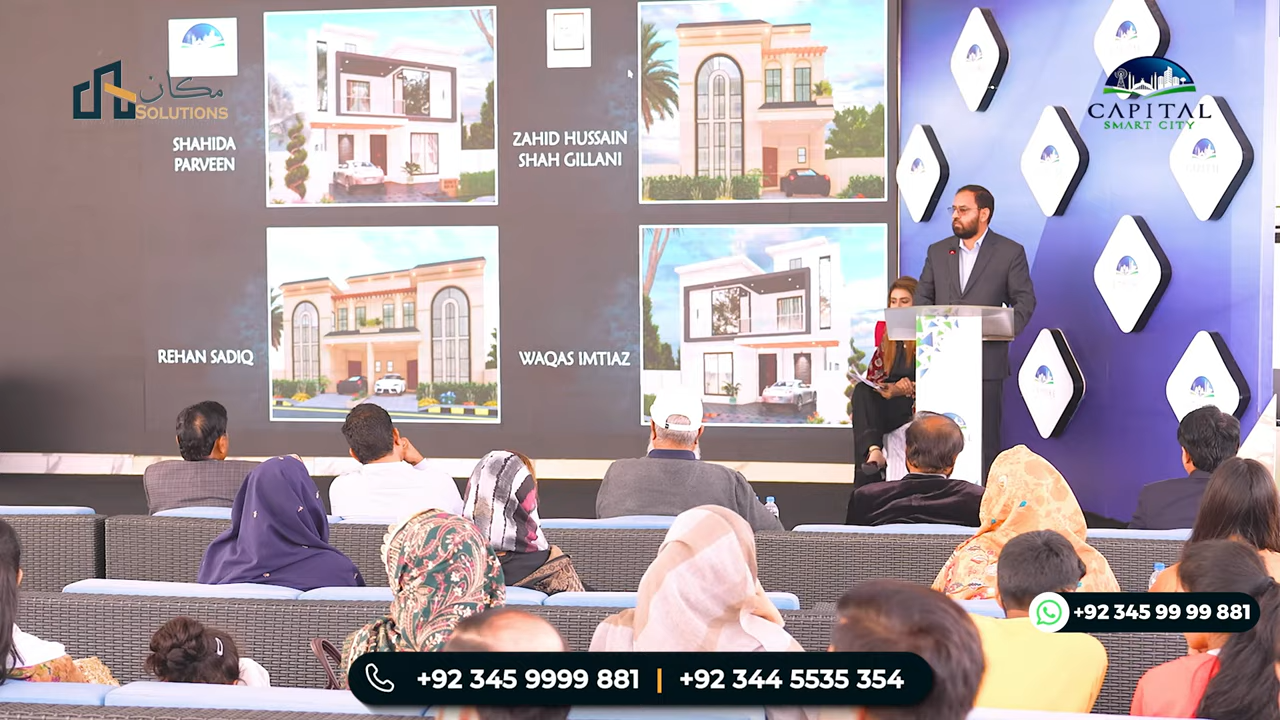 مکان
SOLUTIONS
SHAHIDA
PARVEEN
ZAHID HUSSAIN
SHAH GILLANI
REHAN SADIQ
WAQAS IMTIAZ
CAPITAL
SMART CITY
+92 345 99 99 881
+92 345 9999 881 | +92 344 5535 354